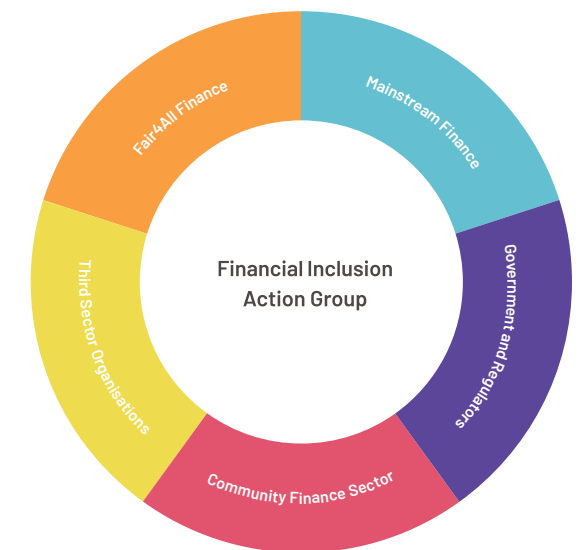 Fair4All Finance
Mainstream Finance
Government and Regulators
Community Finance Sector
Third Sector Organisations
Financial Inclusion
Action Group